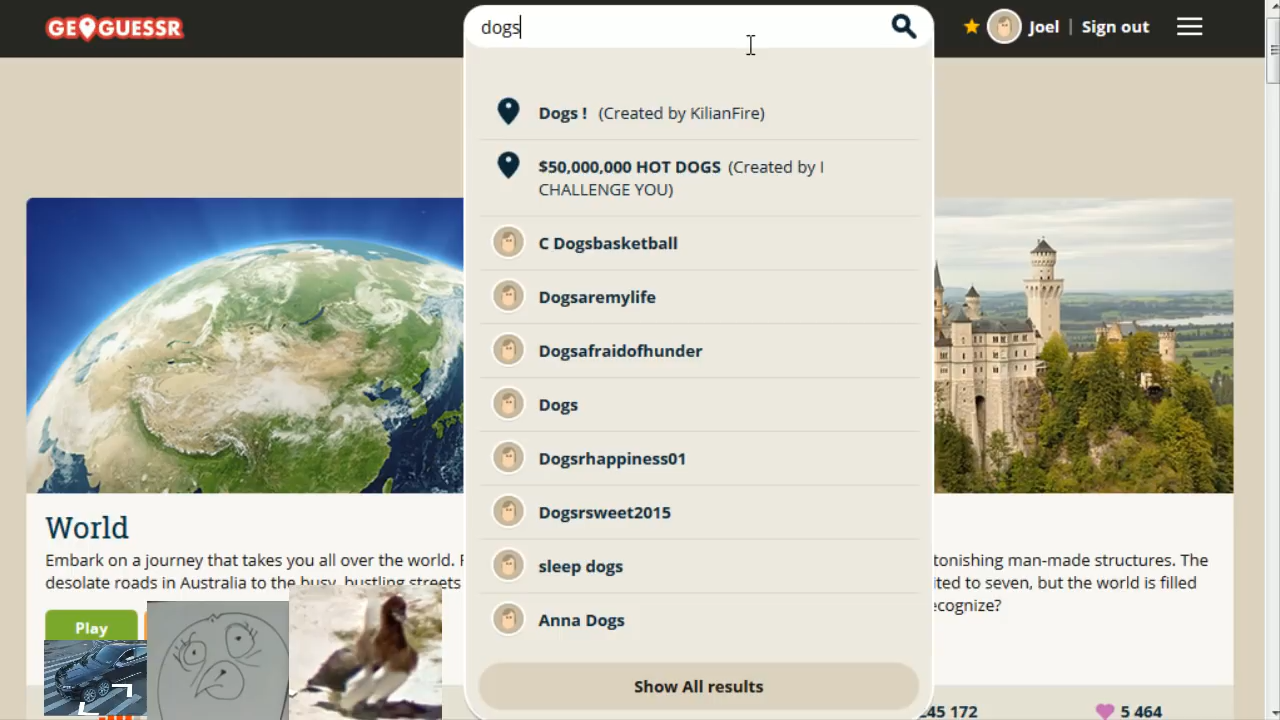 GEOGUESSR
dogs
Joel | Sign out
Dogs ! (Created by KilianFire)
$50,000,000 HOT DOGS (Created by I
CHALLENGE YOU)
C Dogsbasketball
Dogsaremylife
Dogsafraidofhunder
Dogs
Dogsrhappiness01
Dogsrsweet2015
sleep dogs
Anna Dogs
Show All results
World
Embark on a journey that takes you all over the world.
desolate roads in Australia to the busy, bustling streets
Play
tonishing man-made structures. The
ited to seven, but the world is filled
ecognize?
245 172
5 464